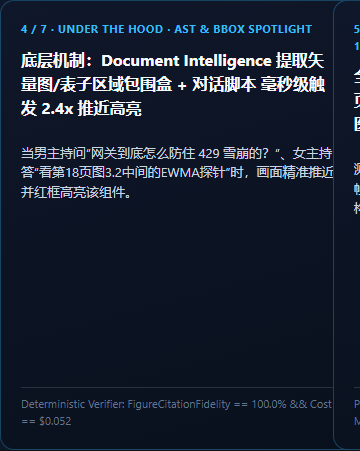 4 / 7 · UNDER THE HOOD · AST & BBOX SPOTLIGHT
底层机制：Document Intelligence 提取矢
量图/表子区域包围盒 + 对话脚本 毫秒级触
发 2.4x 推近高亮
当男主持问“网关到底怎么防住 429 雪崩的？”、女主持
答“看第18页图3.2中间的EWMA探针”时，画面精准推近
并红框高亮该组件。
Deterministic Verifier: FigureCitationFidelity == 100.0% && Cost
== $0.052